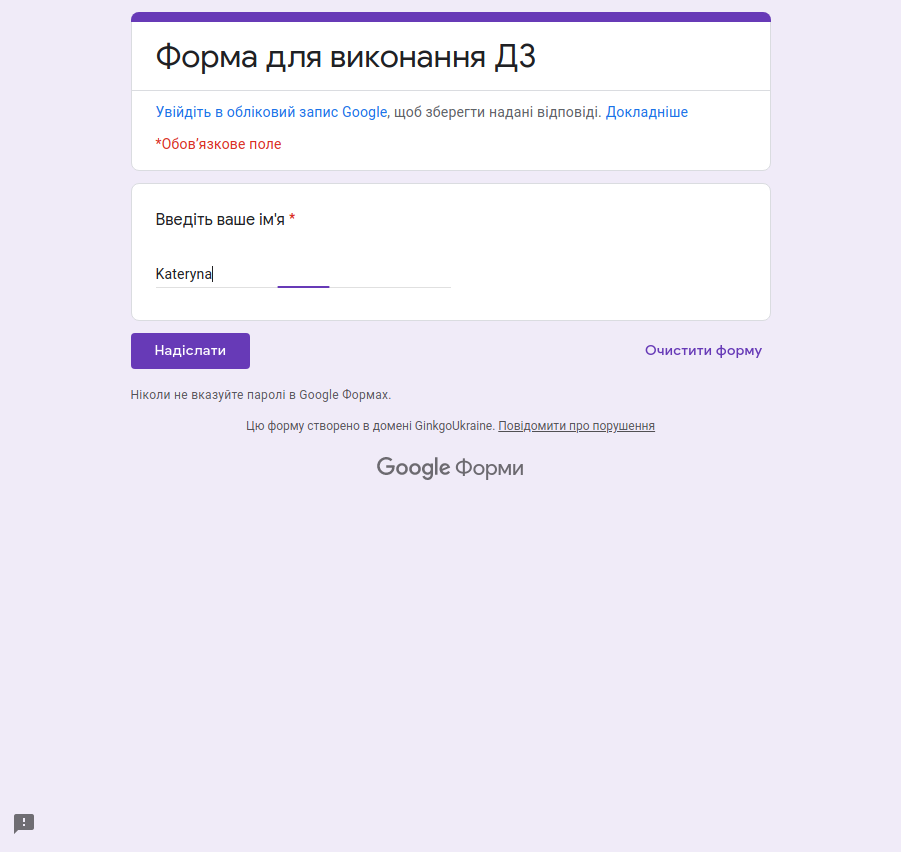 Форма для виконання ДЗ
Увійдіть в обліковий запис Google, щоб зберегти надані відповіді. Докладніше
*Обов’язкове поле
Введіть ваше ім'я *
Kateryna
Надіслати
Очистити форму
Ніколи не вказуйте паролі в Google Формах.
Цю форму створено в домені GinkgoUkraine. Повідомити про порушення
Google Форми